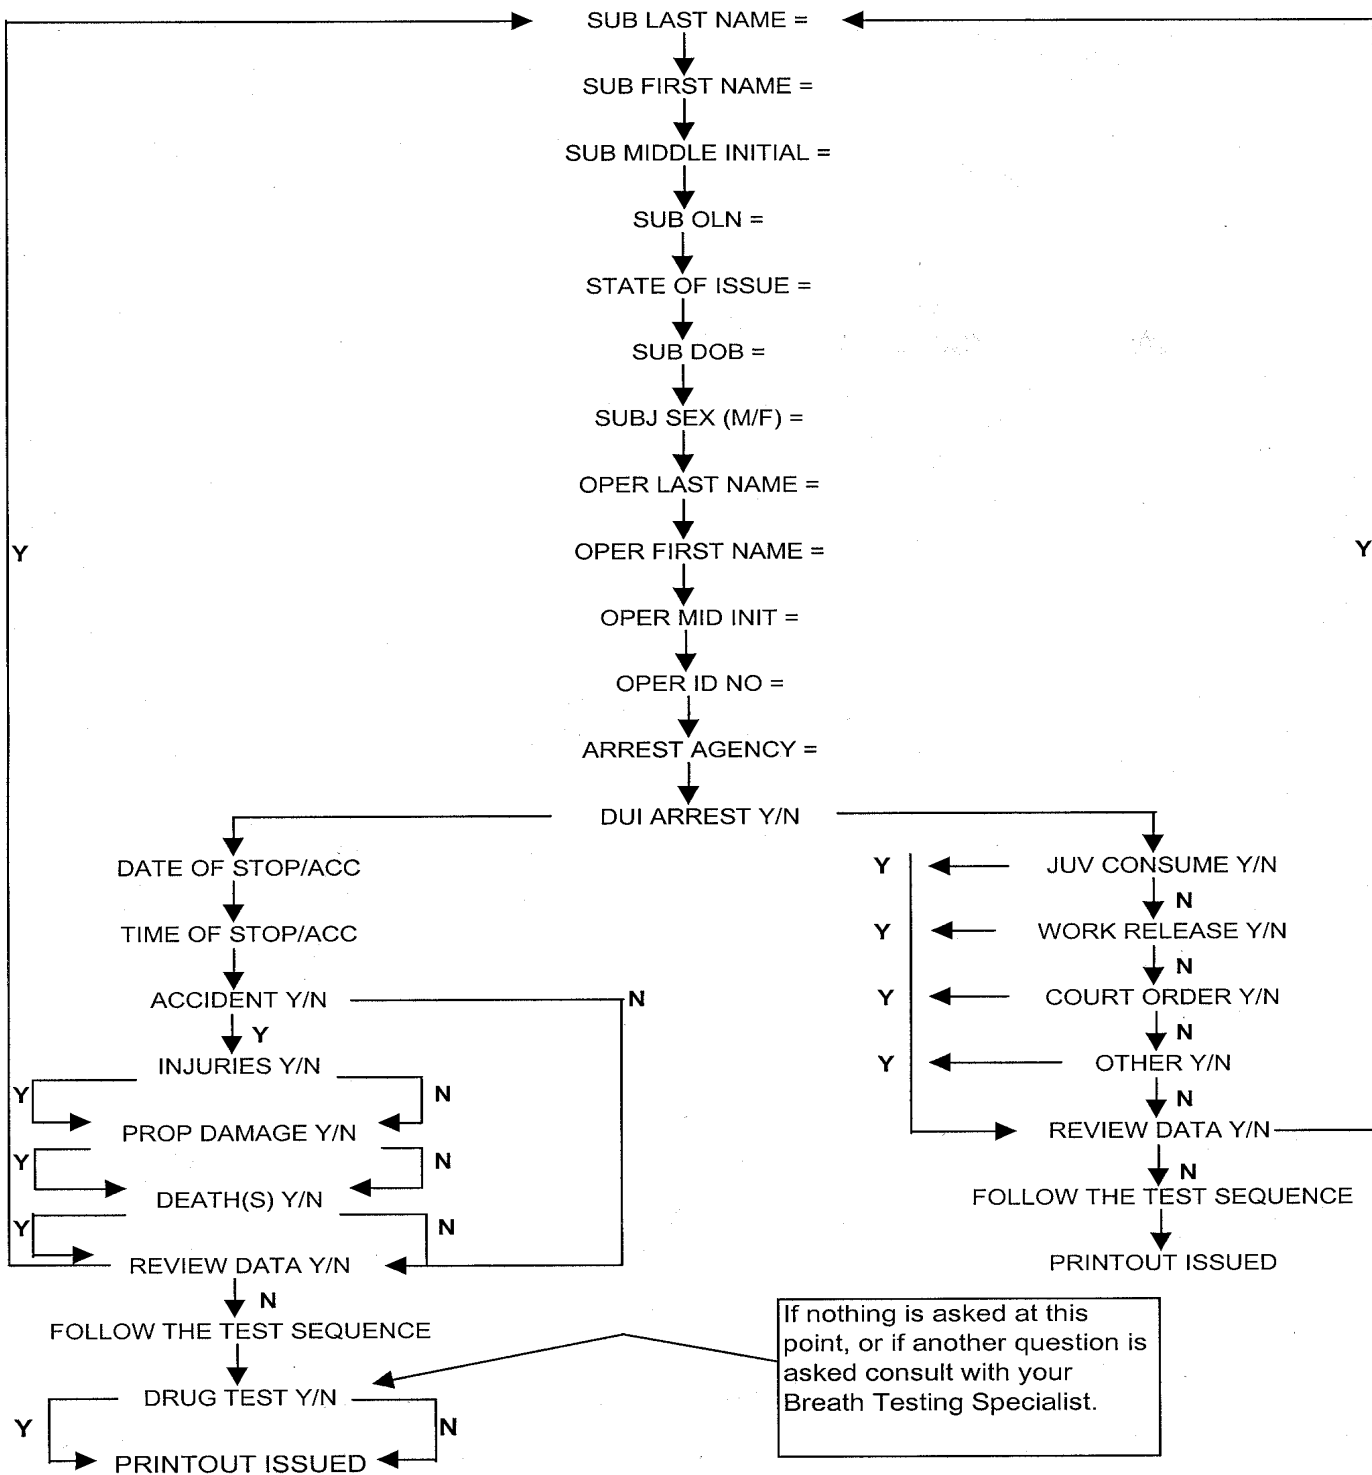 SUB LAST NAME =
SUB FIRST NAME =
SUB MIDDLE INITIAL =
SUB OLN =
STATE OF ISSUE =
SUB DOB =
SUBJ SEX (M/F) =
OPER LAST NAME =
Y
OPER FIRST NAME =
Y
OPER MID INIT =
OPER ID NO =
ARREST AGENCY =
DUI ARREST Y/N
DATE OF STOP/ACC
TIME OF STOP/ACC
ACCIDENT Y/N
N
Y
INJURIES Y/N
Y
N
PROP DAMAGE Y/N
Y
N
DEATH(S) Y/N
Y
N
REVIEW DATA Y/N
N
FOLLOW THE TEST SEQUENCE
DRUG TEST Y/N
Y
N
PRINTOUT ISSUED
Y
JUV CONSUME Y/N
N
Y
WORK RELEASE Y/N
N
Y
COURT ORDER Y/N
N
Y
OTHER Y/N
N
REVIEW DATA Y/N
N
FOLLOW THE TEST SEQUENCE
PRINTOUT ISSUED
If nothing is asked at this
point, or if another question is
asked consult with your
Breath Testing Specialist.